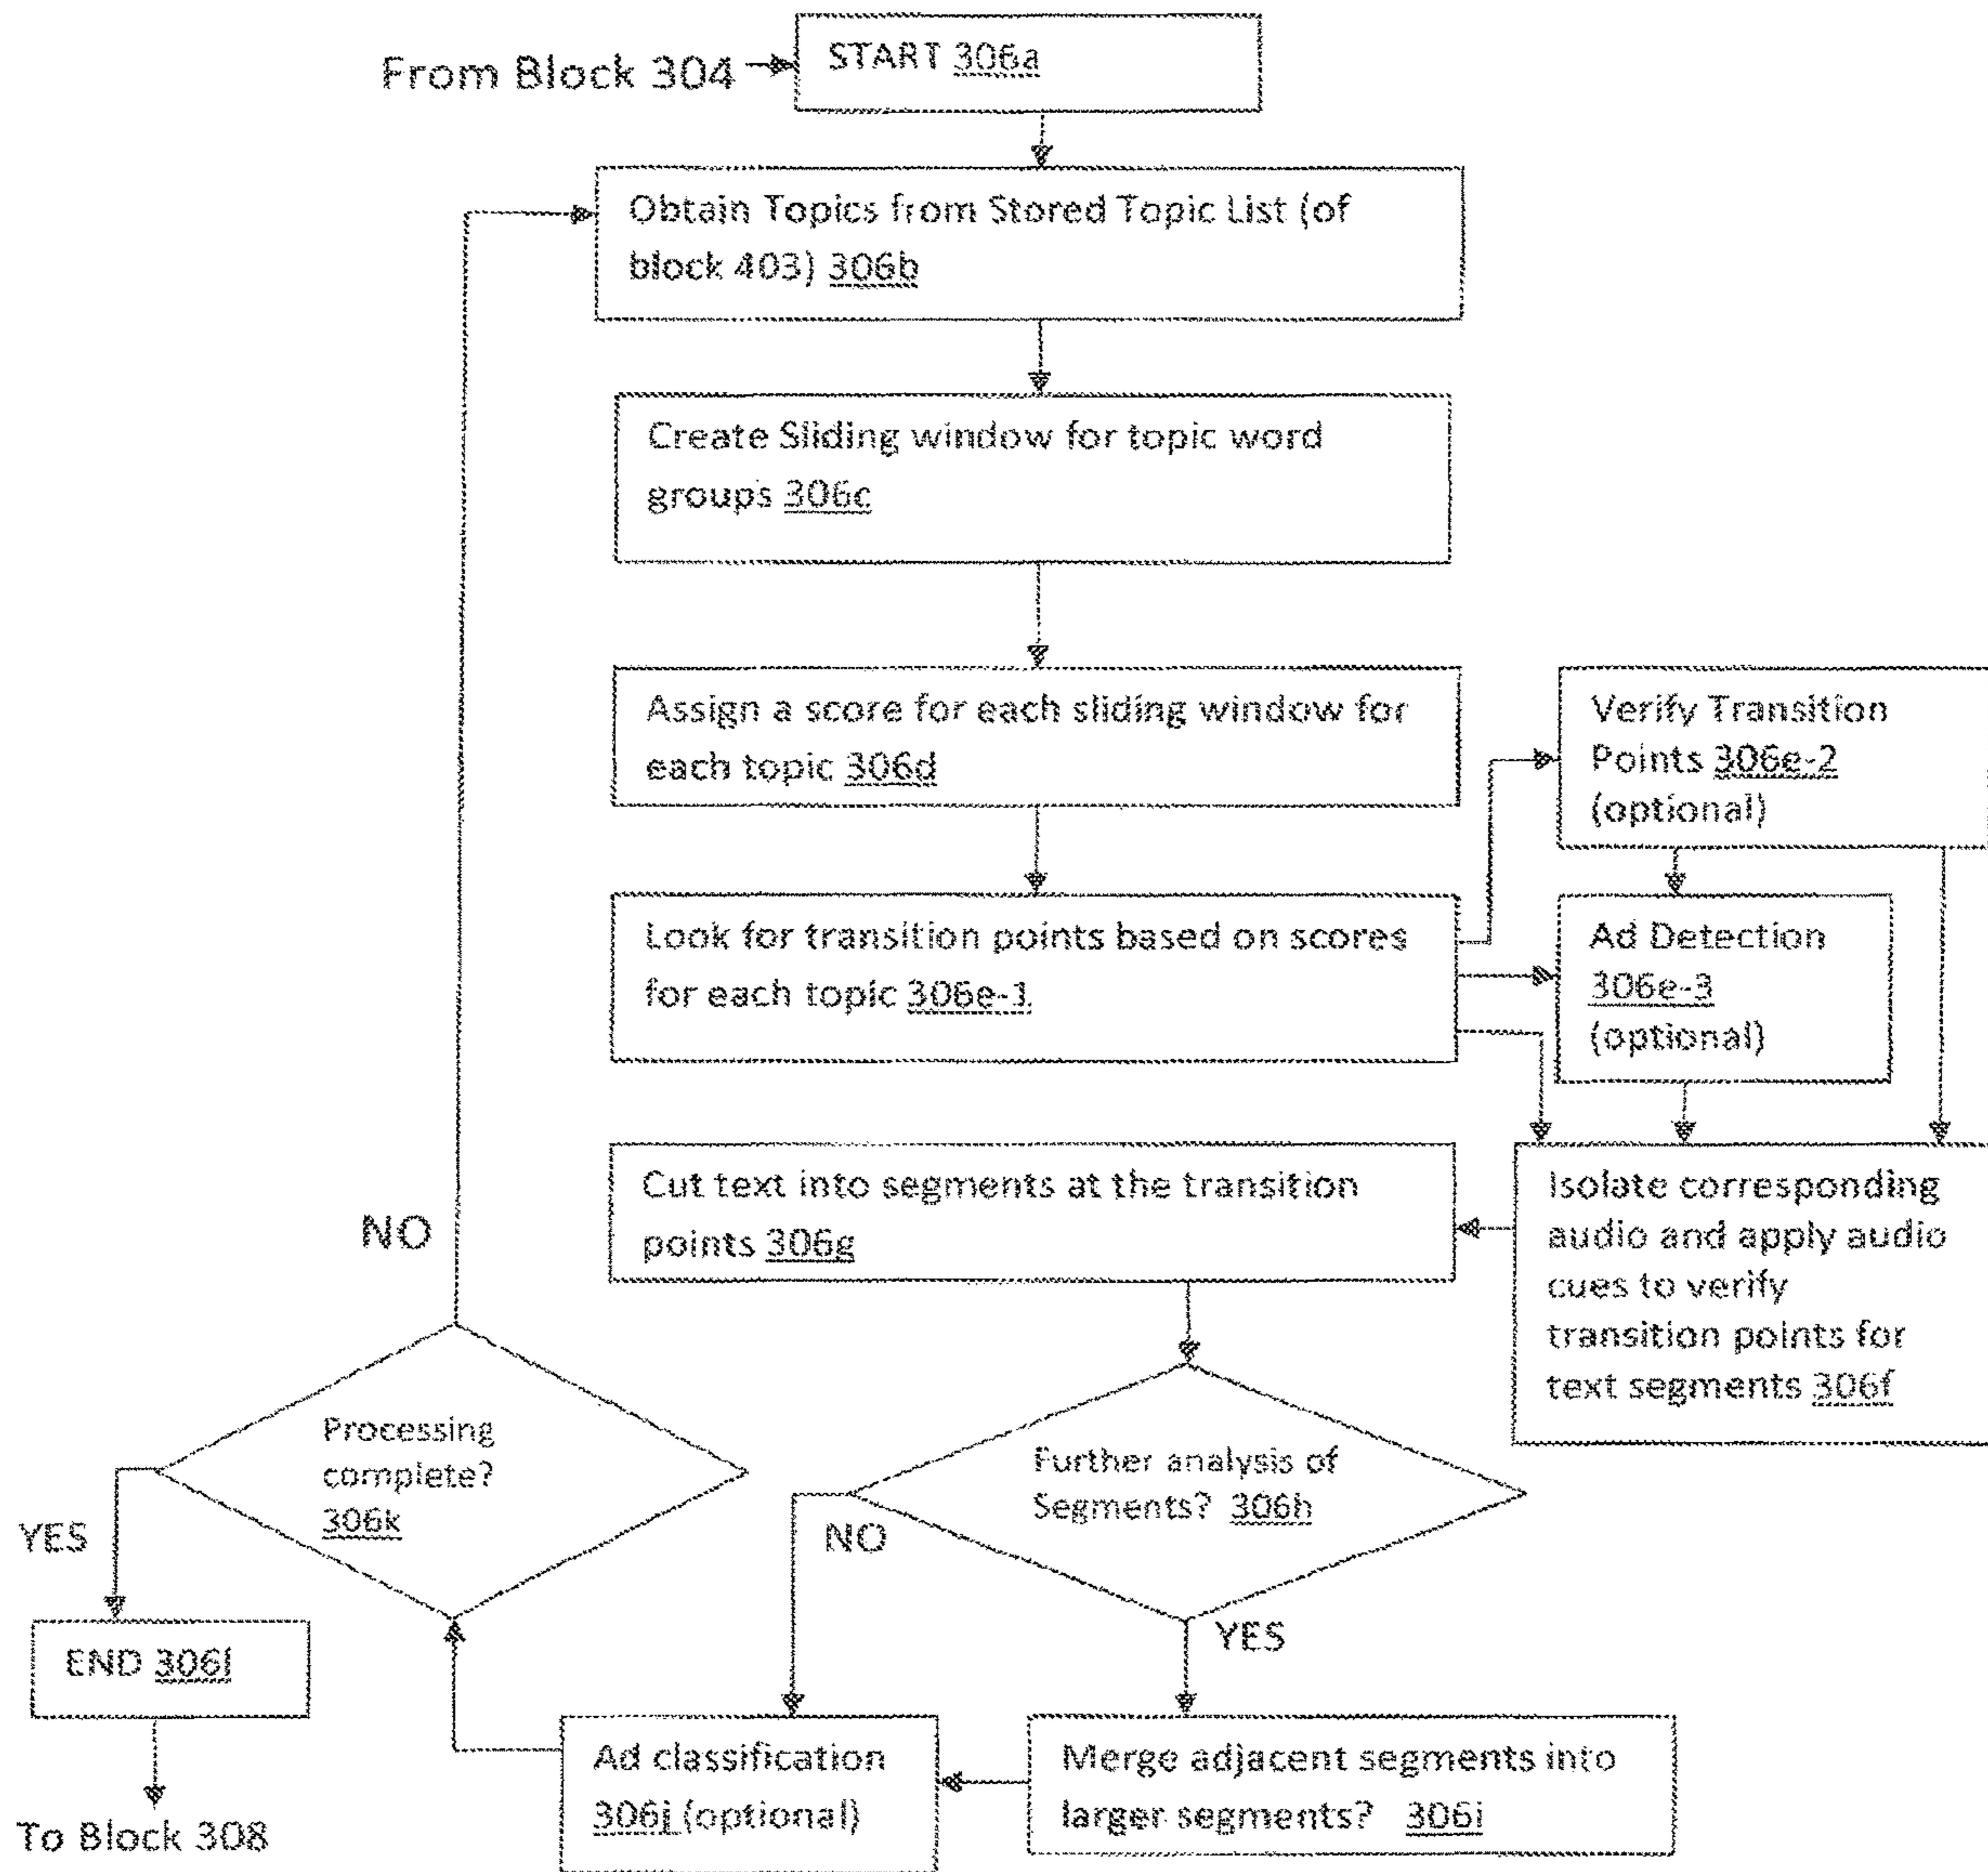 From Block 304
START 306a
Obtain Topics from Stored Topic List (of
block 403) 306b
Create Sliding window for topic word
groups 306c
Assign a score for each sliding window for
each topic 306d
Verify Transition
Points 306e-2
(optional)
Look for transition points based on scores
for each topic 306e-1
Ad Detection
306e-3
(optional)
Isolate corresponding
audio and apply audio
cues to verify
transition points for
text segments 306f
Cut text into segments at the transition
points 306g
NO
Processing
complete?
306k
YES
Further analysis of
Segments? 306h
NO
YES
END 306l
To Block 308
Ad classification
306j (optional)
Merge adjacent segments into
larger segments? 306i